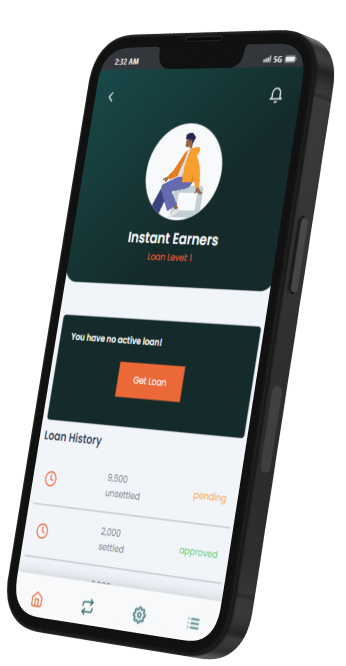 2:32 AM
5G
Instant Earners
Loan Level: 1
You have no active loan!
Get Loan
Loan History
9,500
unsettled
pending
2,000
settled
approved